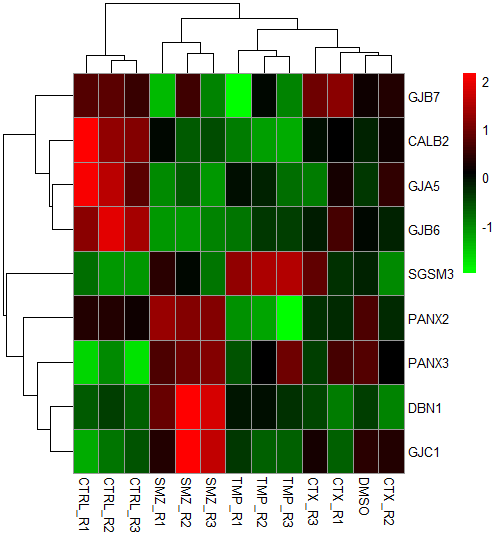 GJB7
CALB2
GJA5
GJB6
SGSM3
PANX2
PANX3
DBN1
GJC1
2
1
0
-1
CTRL_R1
CTRL_R2
CTRL_R3
SMZ_R1
SMZ_R2
SMZ_R3
TMP_R1
TMP_R2
TMP_R3
CTX_R3
CTX_R1
DMSO
CTX_R2